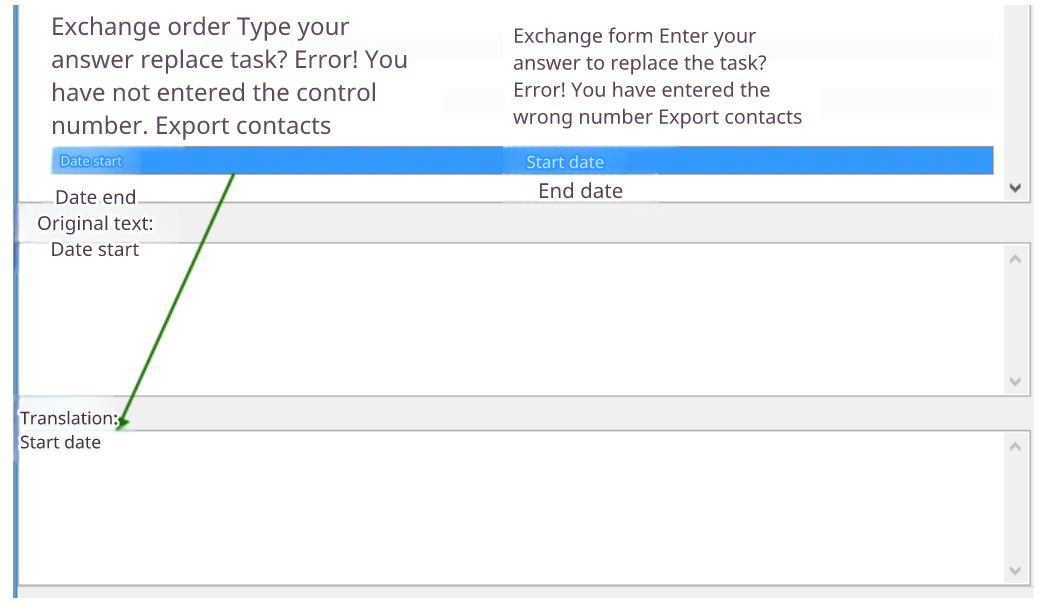 Exchange order Type your
answer replace task? Error! You
have not entered the control
number. Export contacts
Exchange form Enter your
answer to replace the task?
Error! You have entered the
wrong number Export contacts
Date start
Start date
Date end
End date
Original text:
Date start
Translation:
Start date